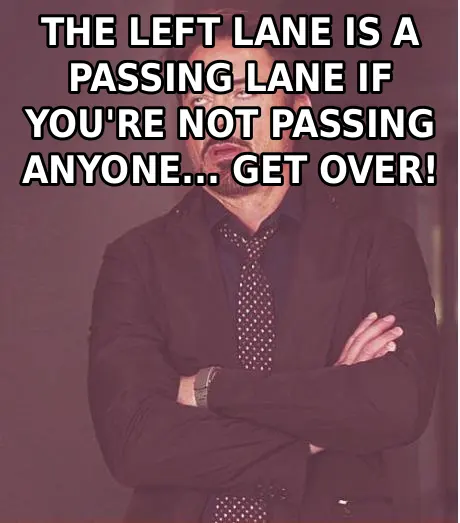 THE LEFT LANE IS A
PASSING LANE IF
YOU'RE NOT PASSING
ANYONE... GET OVER!